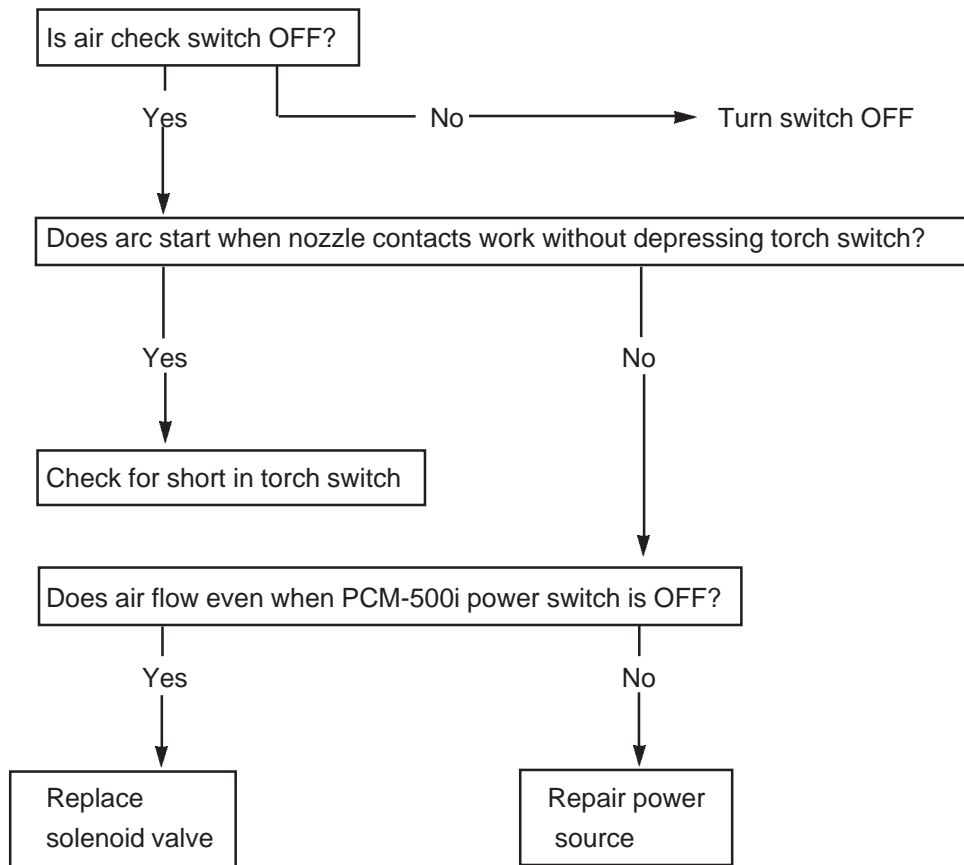 Is air check switch OFF?
Yes
No
Turn switch OFF
Does arc start when nozzle contacts work without depressing torch switch?
Yes
No
Check for short in torch switch
Does air flow even when PCM-500i power switch is OFF?
Yes
No
Replace
solenoid valve
Repair power
source